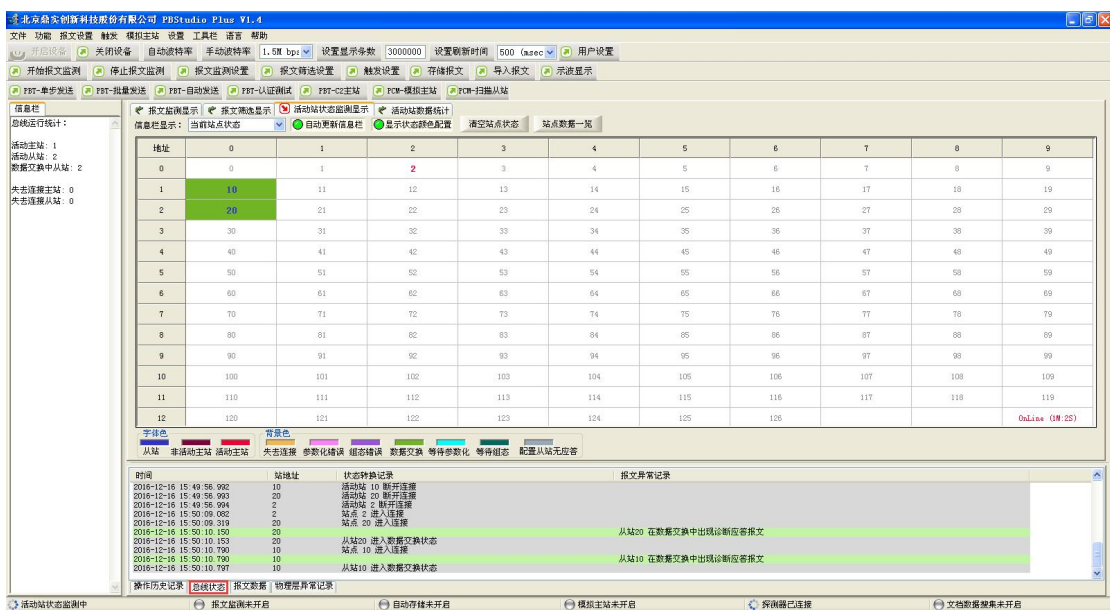 北京鼎实创新科技股份有限公司 PBStudio Plus V1.4
文件 功能 报文设置 触发 模拟主站 设置 工具栏 语言 帮助
开启设备 关闭设备 自动波特率 手动波特率 1.5M bps 设置显示条数 3000000 设置刷新时间 500 (msec 用户设置
开始报文监测 停止报文监测 报文监测设置 报文筛选设置 触发设置 存储报文 导入报文 示波显示
PBT-单步发送 PBT-批量发送 PBT-自动发送 PBT-认证测试 PBT-C2主站 PCM-模拟主站 PCM-扫描从站
信息栏 报文监测显示 报文筛选显示 活动站状态监测显示 活动站数据统计
总线运行统计:
信息栏显示: 当前站点状态 自动更新信息栏 显示状态颜色配置 清空站点状态 站点数据一览
活动主站: 1
活动从站: 2
数据交换中从站: 2
失去连接主站: 0
失去连接从站: 0
地址 0 1 2 3 4 5 6 7 8 9
0 0 1 2 3 4 5 6 7 8 9
1 10 11 12 13 14 15 16 17 18 19
2 20 21 22 23 24 25 26 27 28 29
3 30 31 32 33 34 35 36 37 38 39
4 40 41 42 43 44 45 46 47 48 49
5 50 51 52 53 54 55 56 57 58 59
6 60 61 62 63 64 65 66 67 68 69
7 70 71 72 73 74 75 76 77 78 79
8 80 81 82 83 84 85 86 87 88 89
9 90 91 92 93 94 95 96 97 98 99
10 100 101 102 103 104 105 106 107 108 109
11 110 111 112 113 114 115 116 117 118 119
12 120 121 122 123 124 125 126 OnLine (1M:2S)
字体色 背景色
从站 非活动主站 活动主站 失去连接 参数化错误 组态错误 数据交换 等待参数化 等待组态 配置从站无应答
时间 站地址 状态转换记录 报文异常记录
2016-12-16 15:49:56.992 10 活动站 10 断开连接
2016-12-16 15:49:56.993 20 活动站 20 断开连接
2016-12-16 15:49:56.994 2 活动站 2 断开连接
2016-12-16 15:50:09.082 2 站点 2 进入连接
2016-12-16 15:50:09.319 20 站点 20 进入连接
2016-12-16 15:50:10.150 20 从站20 在数据交换中出现诊断应答报文
2016-12-16 15:50:10.153 20 从站20 进入数据交换状态
2016-12-16 15:50:10.790 10 站点 10 进入连接
2016-12-16 15:50:10.790 10 从站10 在数据交换中出现诊断应答报文
2016-12-16 15:50:10.797 10 从站10 进入数据交换状态
操作历史记录 总线状态 报文数据 物理层异常记录
活动站状态监测中 报文监测未开启 自动存储未开启 模拟主站未开启 探测器已连接 文档数据搜集未开启